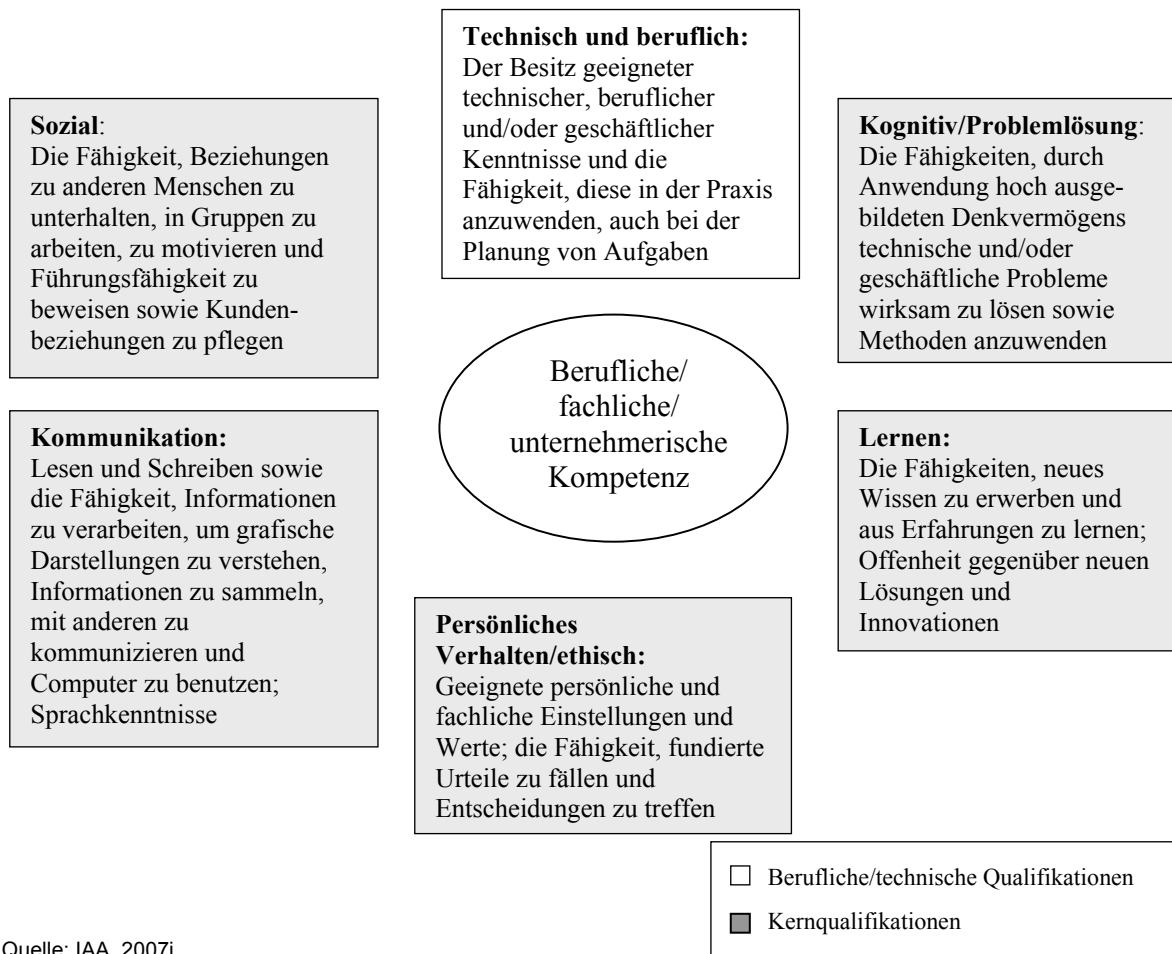 Technisch und beruflich:
Der Besitz geeigneter
technischer, beruflicher
und/oder geschäftlicher
Kenntnisse und die
Fähigkeit, diese in der Praxis
anzuwenden, auch bei der
Planung von Aufgaben
Sozial:
Die Fähigkeit, Beziehungen
zu anderen Menschen zu
unterhalten, in Gruppen zu
arbeiten, zu motivieren und
Führungsfähigkeit zu
beweisen sowie Kunden-
beziehungen zu pflegen
Kognitiv/Problemlösung:
Die Fähigkeiten, durch
Anwendung hoch ausge-
bildeten Denkvermögens
technische und/oder
geschäftliche Probleme
wirksam zu lösen sowie
Methoden anzuwenden
Berufliche/
fachliche/
unternehmerische
Kompetenz
Kommunikation:
Lesen und Schreiben sowie
die Fähigkeit, Informationen
zu verarbeiten, um grafische
Darstellungen zu verstehen,
Informationen zu sammeln,
mit anderen zu
kommunizieren und
Computer zu benutzen;
Sprachkenntnisse
Lernen:
Die Fähigkeiten, neues
Wissen zu erwerben und
aus Erfahrungen zu lernen;
Offenheit gegenüber neuen
Lösungen und
Innovationen
Persönliches
Verhalten/ethisch:
Geeignete persönliche und
fachliche Einstellungen und
Werte; die Fähigkeit, fundierte
Urteile zu fällen und
Entscheidungen zu treffen
Berufliche/technische Qualifikationen
Kernqualifikationen
Quelle: IAA, 2007i